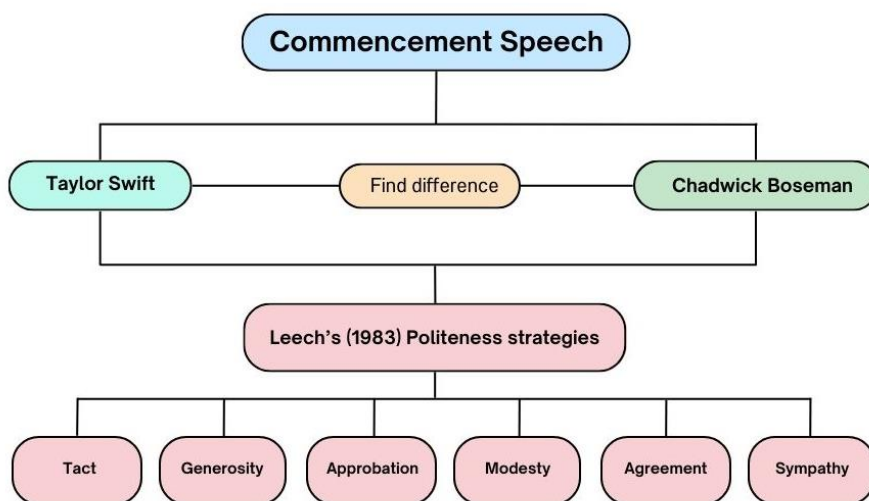 Commencement Speech
Taylor Swift
Find difference
Chadwick Boseman
Leech's (1983) Politeness strategies
Tact
Generosity
Approbation
Modesty
Agreement
Sympathy